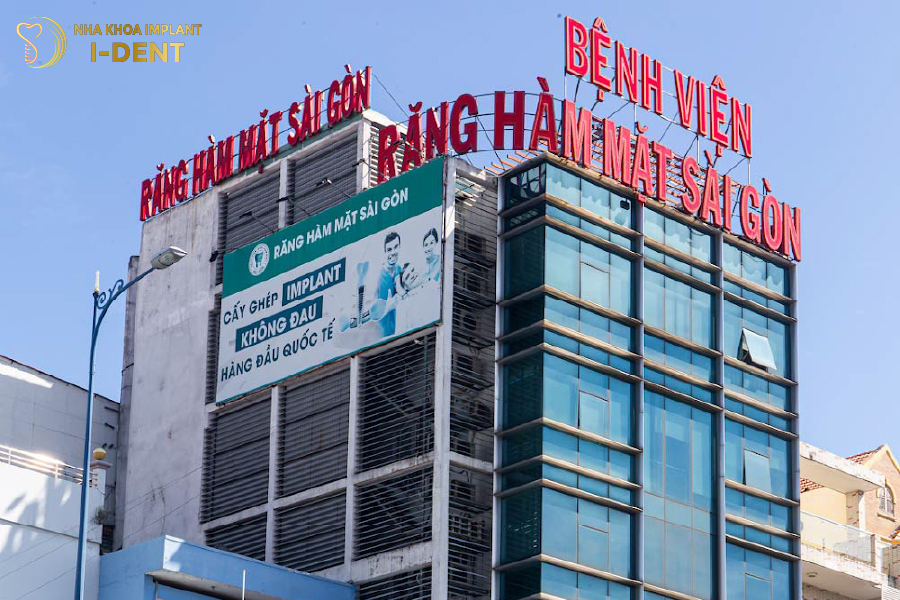 NHA KHOA IMPLANT
I-DENT
BỆNH VIỆN
RĂNG HÀM MẶT SÀI GÒN
RĂNG HÀM MẶT SÀI GÒN
RĂNG HÀM MẶT SÀI GÒN
CẤY GHÉP IMPLANT
KHÔNG ĐAU
HÀNG ĐẦU QUỐC TẾ